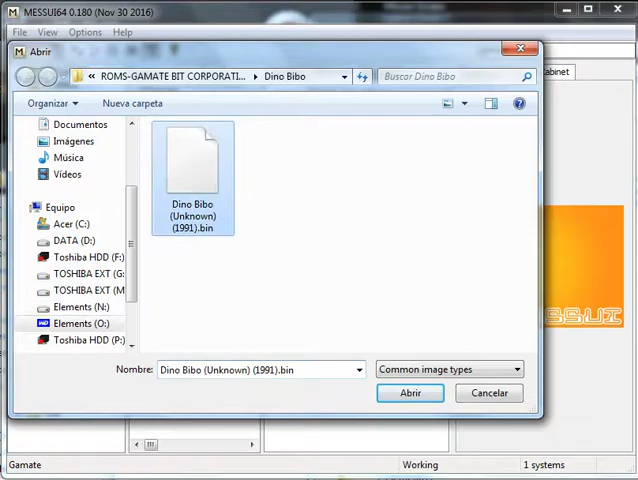 MESSUI64 0.180 (Nov 30 2016)
File View Options Help
Abrir
ROMS-GAMATE BIT CORPORATI... Dino Bibo
Buscar Dino Bibo
abinet
Organizar Nueva carpeta
Documentos
Imágenes
Música
Vídeos
Equipo
Acer (C:)
DATA (D:)
Toshiba HDD (F:)
TOSHIBA EXT (G:
TOSHIBA EXT (M
Elements (N:)
Elements (O:)
Toshiba HDD (P:)
Dino Bibo
(Unknown)
(1991).bin
SSUI
Nombre: Dino Bibo (Unknown) (1991).bin
Common image types
Abrir Cancelar
Gamate Working 1 systems